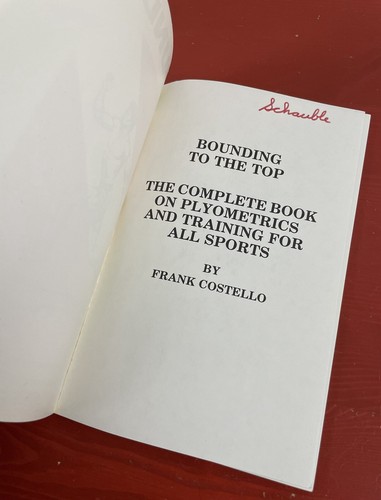 Schauble
BOUNDING
TO THE TOP
THE COMPLETE BOOK
ON PLYOMETRICS
AND TRAINING FOR
ALL SPORTS
BY
FRANK COSTELLO